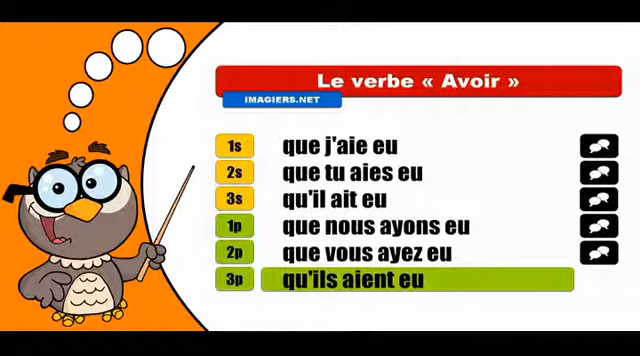 Le verbe « Avoir »
IMAGIERS.NET
1s que j'aie eu
2s que tu aies eu
3s qu'il ait eu
1p que nous ayons eu
2p que vous ayez eu
3p qu'ils aient eu